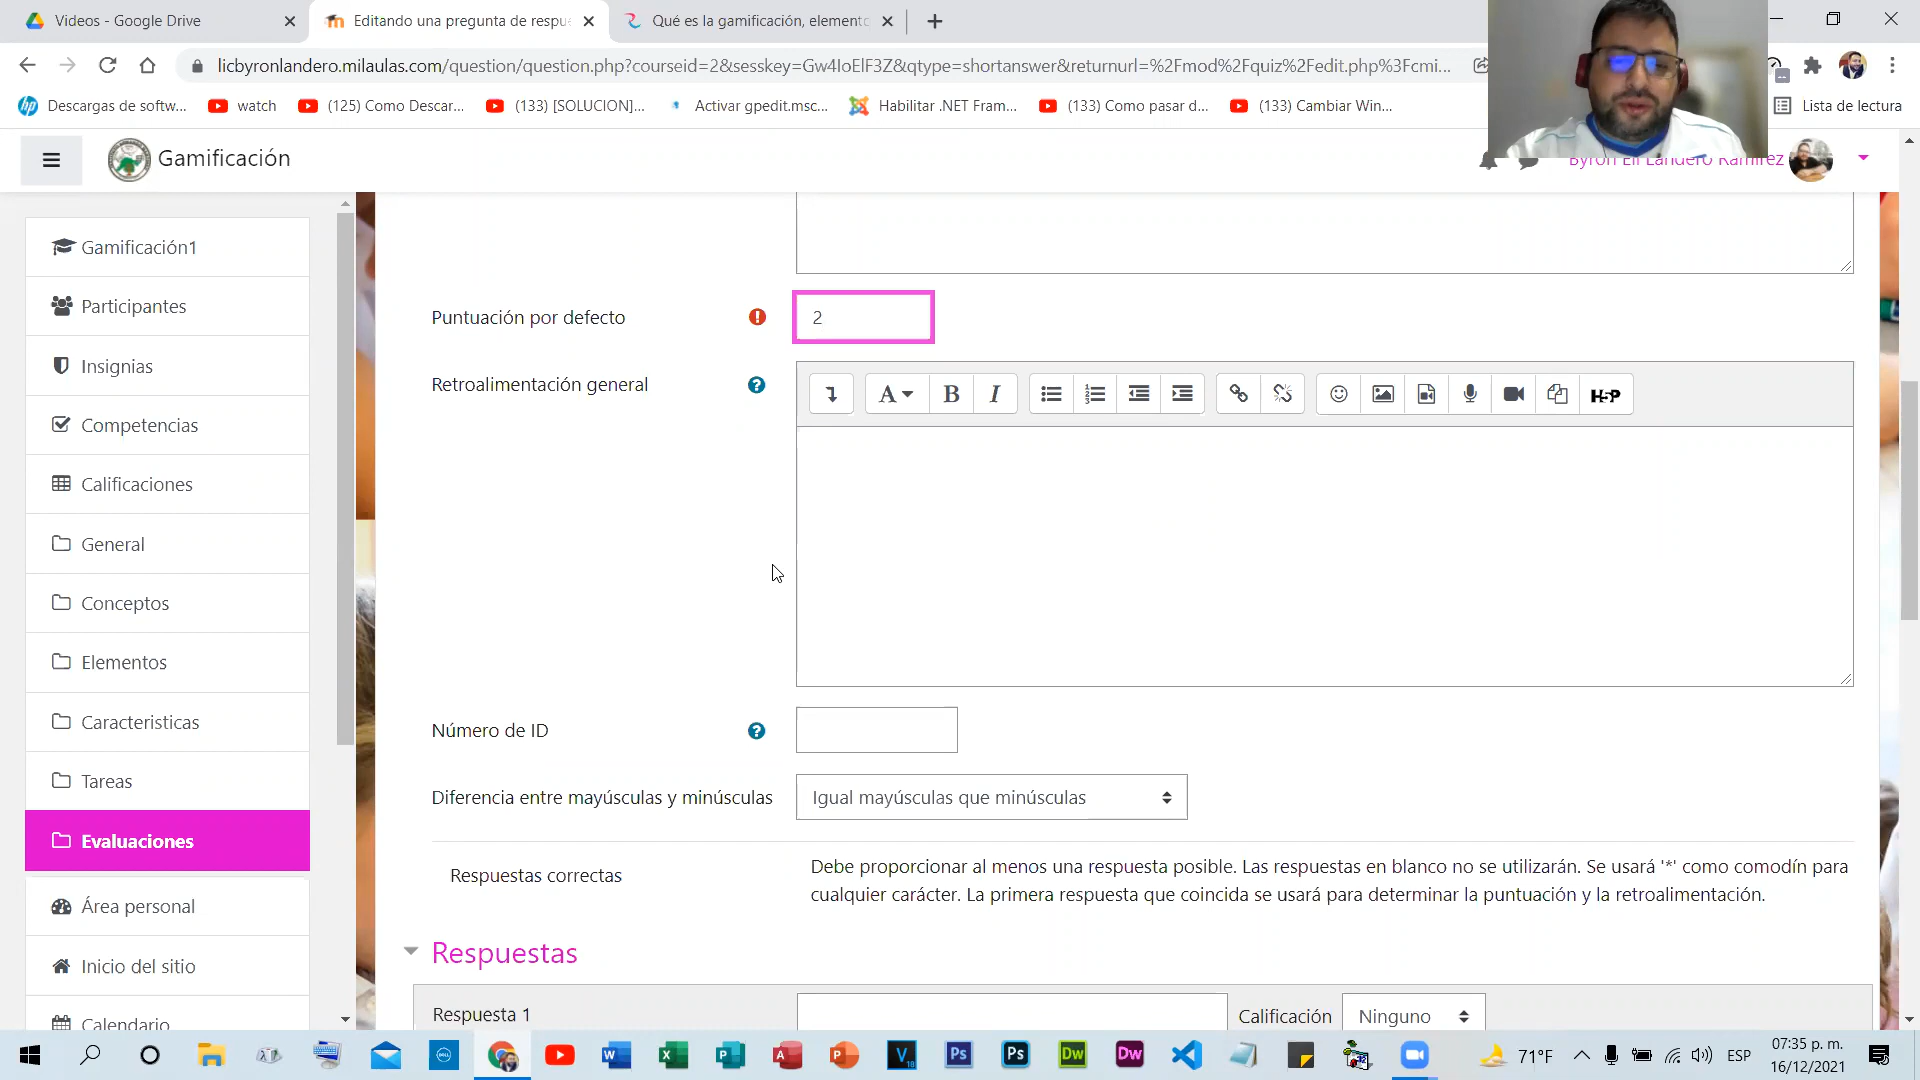 Videos - Google Drive
Editando una pregunta de respu
Qué es la gamificación, elemento
licbyronlandero.milaulas.com/question/question.php?courseid=2&sesskey=Gw4IoElF3Z&qtype=shortanswer&returnurl=%2Fmod%2Fquiz%2Fedit.php%3Fcmi...
Descargas de softw...
watch
(125) Como Descar...
(133) [SOLUCION]...
Activar gpedit.msc...
Habilitar .NET Fram...
(133) Como pasar d...
(133) Cambiar Win...
Lista de lectura
Gamificación
Byron Eli Landero Ramirez
Gamificación1
Participantes
Insignias
Competencias
Calificaciones
General
Conceptos
Elementos
Caracteristicas
Tareas
Evaluaciones
Área personal
Inicio del sitio
Calendario
Puntuación por defecto
2
Retroalimentación general
A
B
I
H5P
Número de ID
Diferencia entre mayúsculas y minúsculas
Igual mayúsculas que minúsculas
Respuestas correctas
Debe proporcionar al menos una respuesta posible. Las respuestas en blanco no se utilizarán. Se usará '*' como comodín para
cualquier carácter. La primera respuesta que coincida se usará para determinar la puntuación y la retroalimentación.
Respuestas
Respuesta 1
Calificación
Ninguno
71°F
ESP
07:35 p. m.
16/12/2021